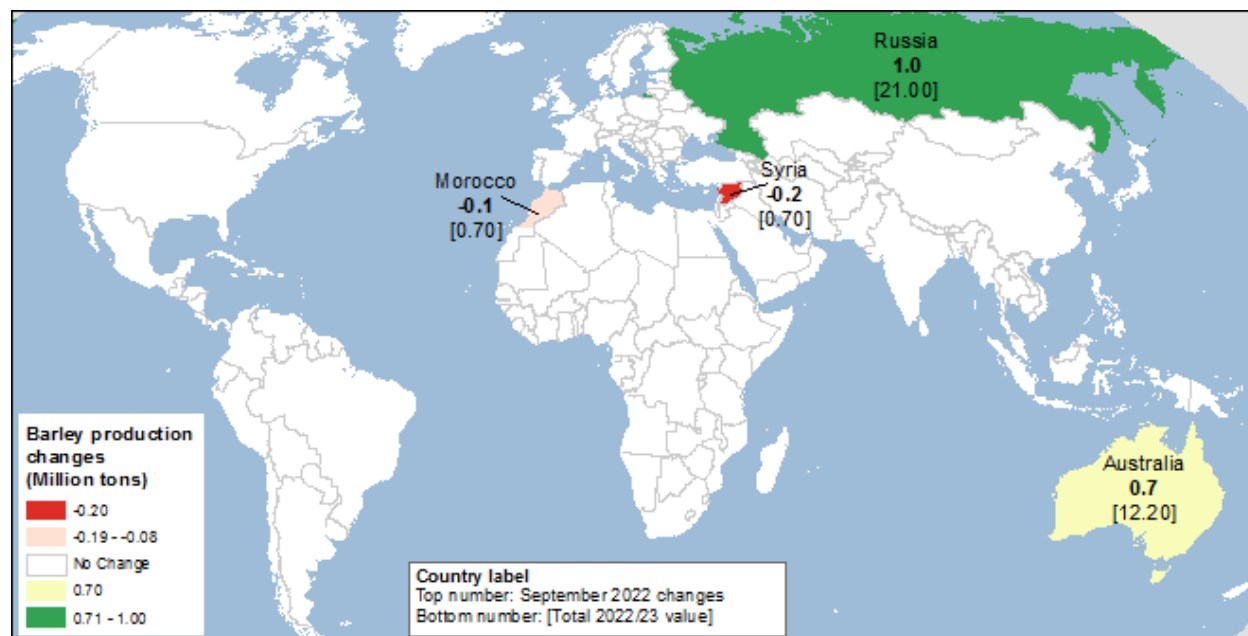 Russia
1.0
[21.00]
Syria
-0.2
[0.70]
Morocco
-0.1
[0.70]
Australia
0.7
[12.20]
Barley production
changes
(Million tons)
-0.20
-0.19 - -0.08
No Change
0.70
0.71 - 1.00
Country label
Top number: September 2022 changes
Bottom number: [Total 2022/23 value]